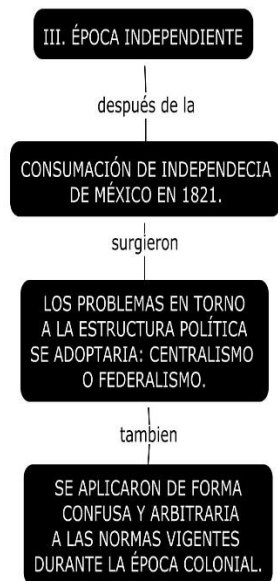 III. ÉPOCA INDEPENDIENTE
después de la
CONSUMACIÓN DE INDEPENDECIA
DE MÉXICO EN 1821.
surgieron
LOS PROBLEMAS EN TORNO
A LA ESTRUCTURA POLÍTICA
SE ADOPTARIA: CENTRALISMO
O FEDERALISMO.
tambien
SE APLICARON DE FORMA
CONFUSA Y ARBITRARIA
A LAS NORMAS VIGENTES
DURANTE LA ÉPOCA COLONIAL.